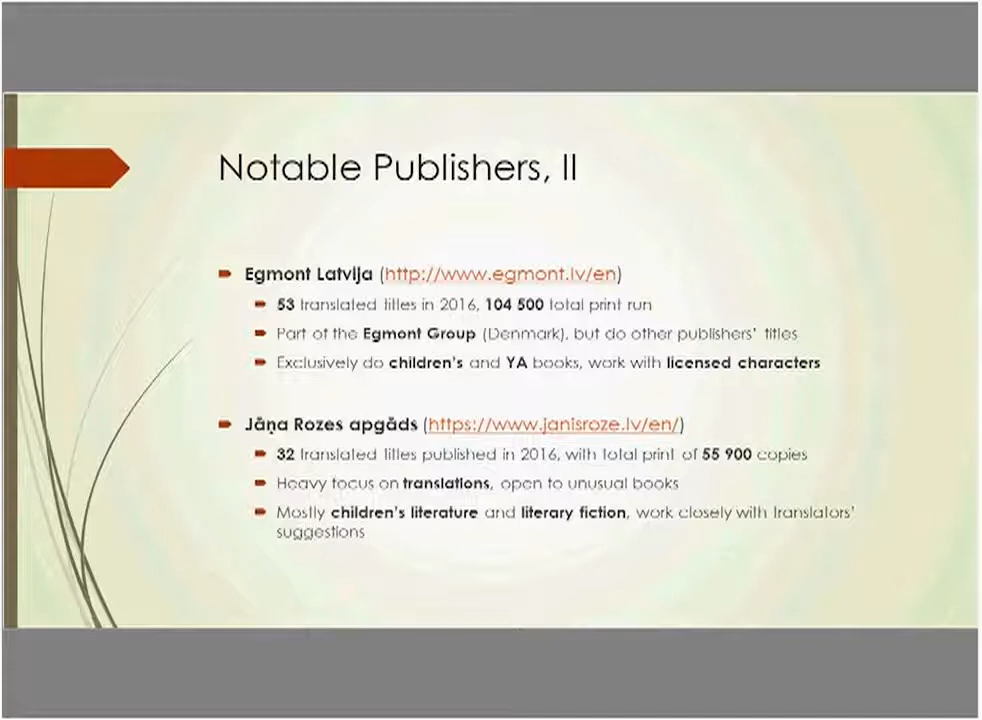 Notable Publishers, II
Egmont Latvija (http://www.egmont.lv/en)
53 translated titles in 2016, 104 500 total print run
Part of the Egmont Group (Denmark), but do other publishers' titles
Exclusively do children's and YA books, work with licensed characters
Jāņa Rozes apgāds (https://www.janisroze.lv/en/)
32 translated titles published in 2016, with total print of 55 900 copies
Heavy focus on translations, open to unusual books
Mostly children's literature and literary fiction, work closely with translators'
suggestions